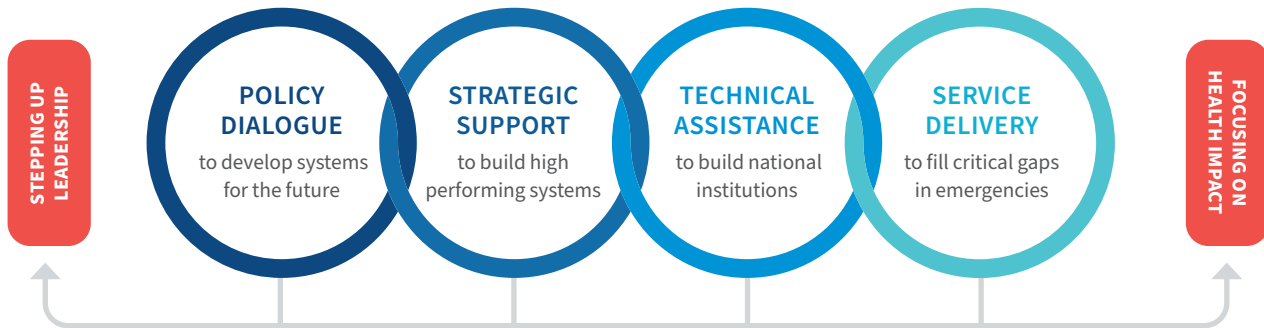 STEPPING UP
LEADERSHIP
POLICY
DIALOGUE
to develop systems
for the future
STRATEGIC
SUPPORT
to build high
performing systems
TECHNICAL
ASSISTANCE
to build national
institutions
SERVICE
DELIVERY
to fill critical gaps
in emergencies
FOCUSING ON
HEALTH IMPACT